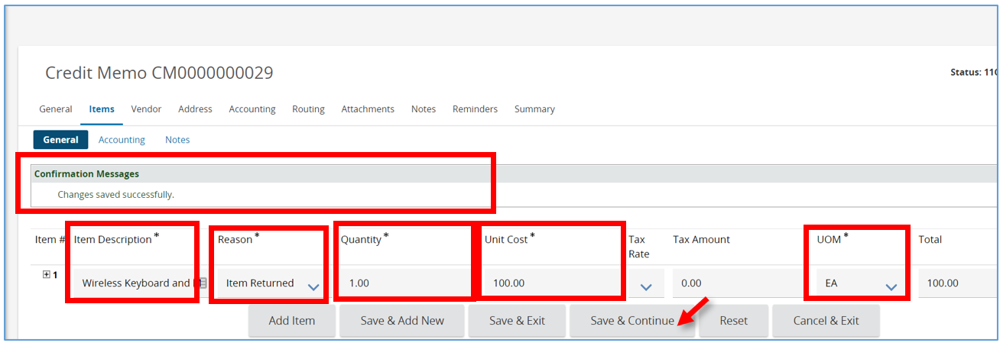 Credit Memo CM0000000029
Status: 110
General Items Vendor Address Accounting Routing Attachments Notes Reminders Summary
General Accounting Notes
Confirmation Messages
Changes saved successfully.
Item # Item Description * Reason * Quantity * Unit Cost * Tax Rate Tax Amount UOM * Total
1 Wireless Keyboard and Item Returned 1.00 100.00 0.00 EA 100.00
Add Item Save & Add New Save & Exit Save & Continue Reset Cancel & Exit